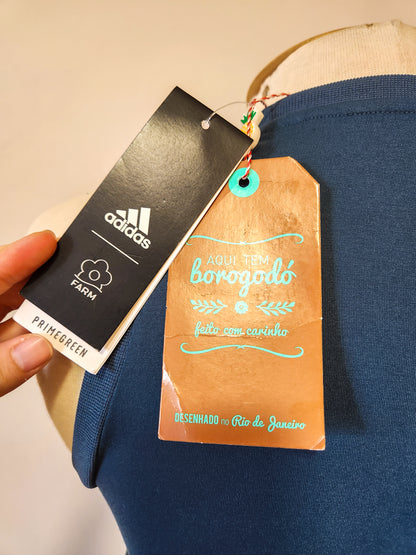 adidas
FARM
PRIMEGREEN
AQUI TEM
borogodó
feito com carinho
DESENHADO no Rio de Janeiro